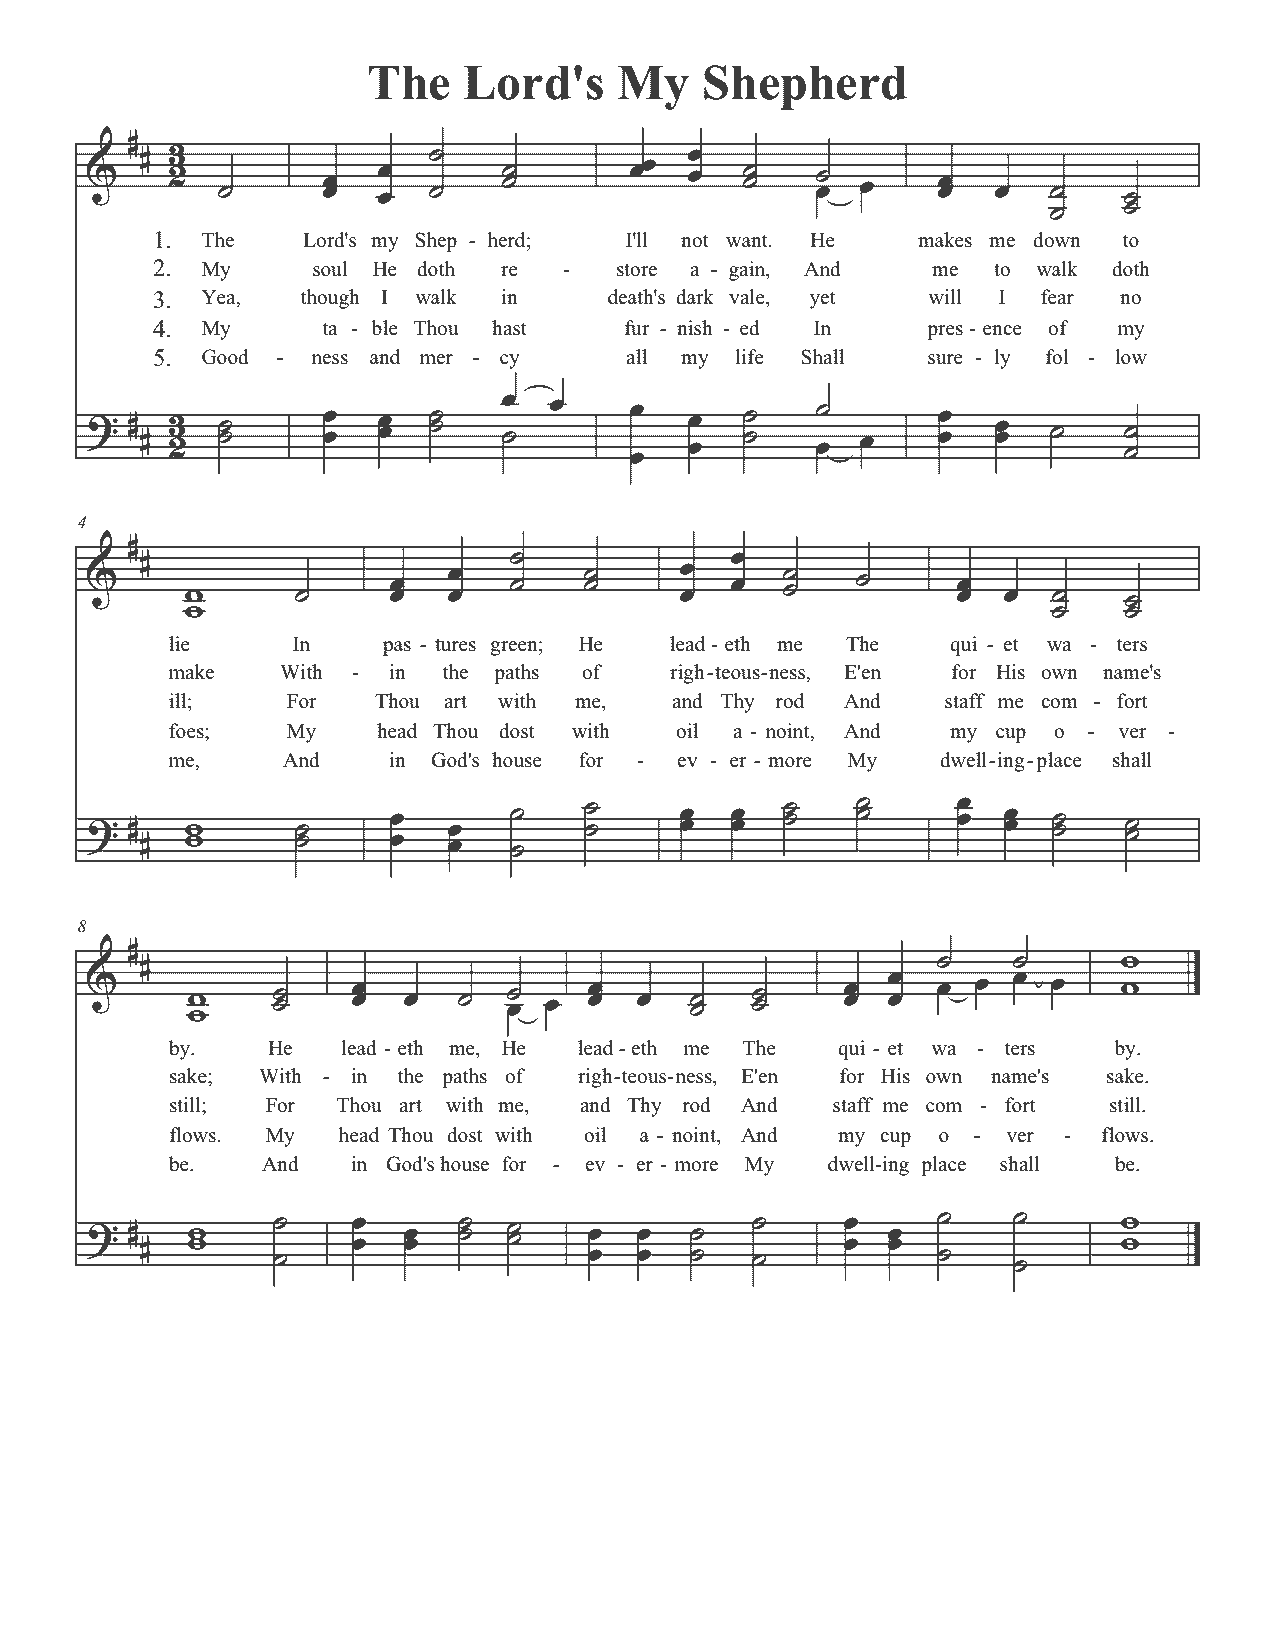 The Lord's My Shepherd
1. The Lord's my Shep - herd; I'll not want. He makes me down to
2. My soul He doth re - store a - gain, And me to walk doth
3. Yea, though I walk in death's dark vale, yet will I fear no
4. My ta - ble Thou hast fur - nish - ed In pres - ence of my
5. Good - ness and mer - cy all my life Shall sure - ly fol - low
4
lie In pas - tures green; He lead - eth me The qui - et wa - ters
make With - in the paths of righ-teous-ness, E'en for His own name's
ill; For Thou art with me, and Thy rod And staff me com - fort
foes; My head Thou dost with oil a - noint, And my cup o - ver -
me, And in God's house for - ev - er - more My dwell-ing-place shall
8
by. He lead - eth me, He lead - eth me The qui - et wa - ters by.
sake; With - in the paths of righ-teous-ness, E'en for His own name's sake.
still; For Thou art with me, and Thy rod And staff me com - fort still.
flows. My head Thou dost with oil a - noint, And my cup o - ver - flows.
be. And in God's house for - ev - er - more My dwell-ing place shall be.